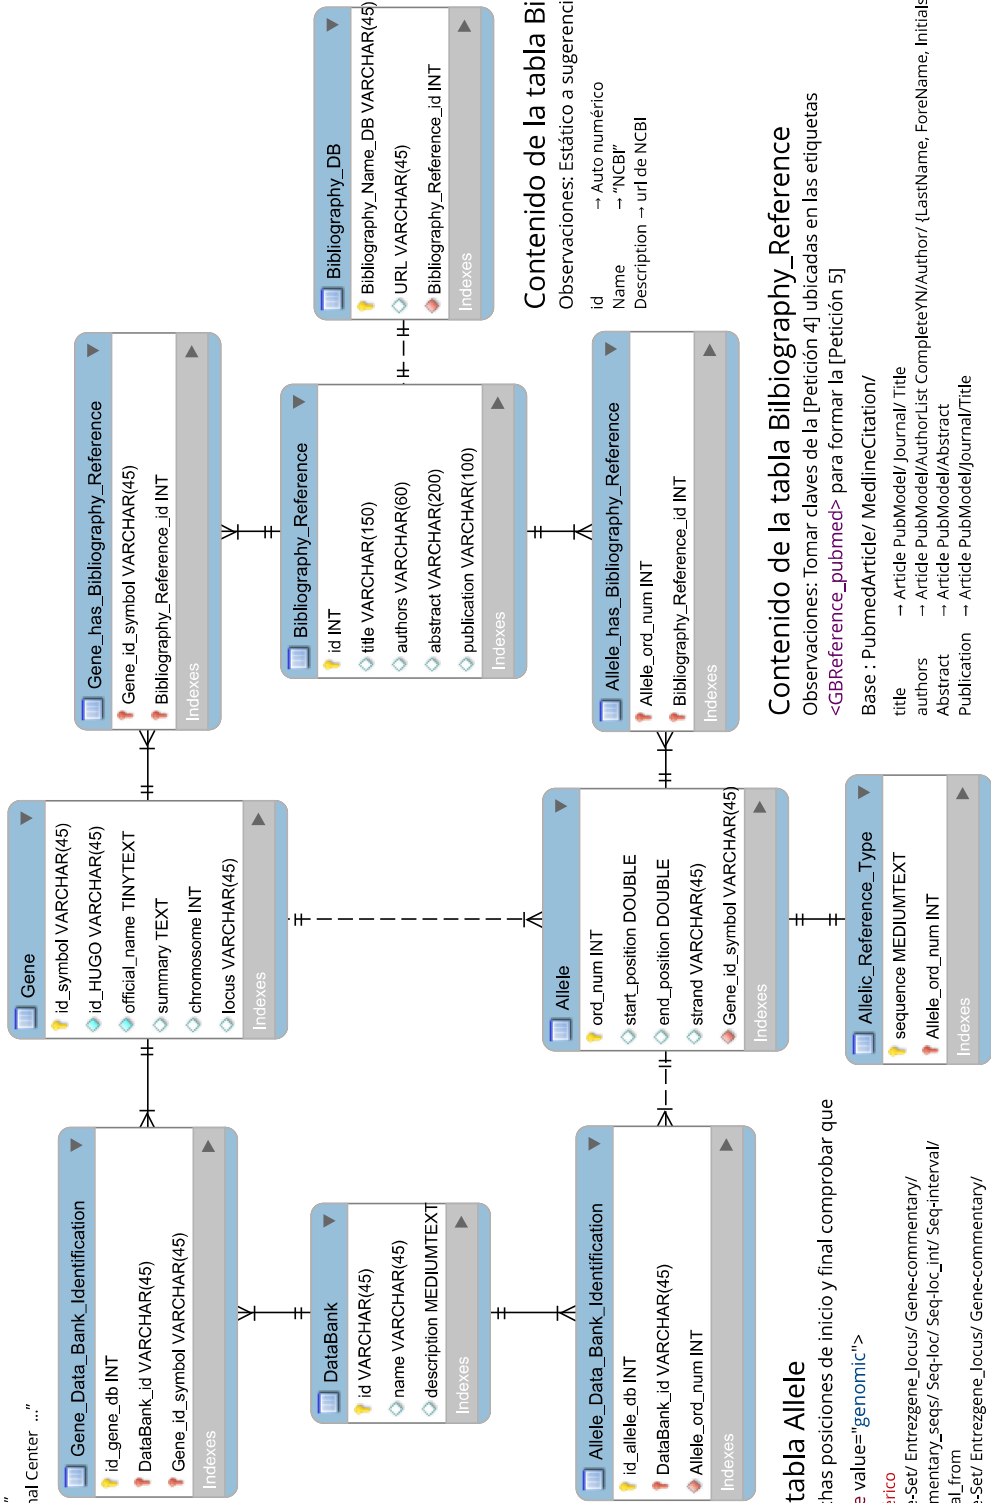 Gene_Data_Bank_Identification
id_gene_db INT
DataBank_id VARCHAR(45)
Gene_id_symbol VARCHAR(45)
Indexes
Gene
id_symbol VARCHAR(45)
id_HUGO VARCHAR(45)
official_name TINYTEXT
summary TEXT
chromosome INT
locus VARCHAR(45)
Indexes
Gene_has_Bibliography_Reference
Gene_id_symbol VARCHAR(45)
Bibliography_Reference_id INT
Indexes
DataBank
id VARCHAR(45)
name VARCHAR(45)
description MEDIUMTEXT
Indexes
Bibliography_Reference
id INT
title VARCHAR(150)
authors VARCHAR(60)
abstract VARCHAR(200)
publication VARCHAR(100)
Indexes
Bibliography_DB
Bibliography_Name_DB VARCHAR(45)
URL VARCHAR(45)
Bibliography_Reference_id INT
Indexes
Allele_Data_Bank_Identification
id_allele_db INT
DataBank_id VARCHAR(45)
Allele_ord_num INT
Indexes
Allele
ord_num INT
start_position DOUBLE
end_position DOUBLE
strand VARCHAR(45)
Gene_id_symbol VARCHAR(45)
Indexes
Allele_has_Bibliography_Reference
Allele_ord_num INT
Bibliography_Reference_id INT
Indexes
Allelic_Reference_Type
sequence MEDIUMTEXT
Allele_ord_num INT
Indexes
”
nal Center ...”
Contenido de la tabla Bi
Observaciones: Estático a sugerenci
id → Auto numérico
Name → “NCBI”
Description → url de NCBI
Contenido de la tabla Bilbiography_Reference
Observaciones: Tomar claves de la [Petición 4] ubicadas en las etiquetas
<GBReference_pubmed> para formar la [Petición 5]
Base : PubmedArticle/ MedlineCitation/
title → Article PubModel/ Journal/ Title
authors → Article PubModel/AuthorList CompleteYN/Author/ {LastName, ForeName, Initials
Abstract → Article PubModel/Abstract
Publication → Article PubModel/Journal/Title
tabla Allele
has posiciones de inicio y final comprobar que
e value="genomic">
erico
e-Set/ Entrezgene_locus/ Gene-commentary/
mentary_seqs/ Seq-loc/ Seq-loc_int/ Seq-interval/
al_from
e-Set/ Entrezgene_locus/ Gene-commentary/